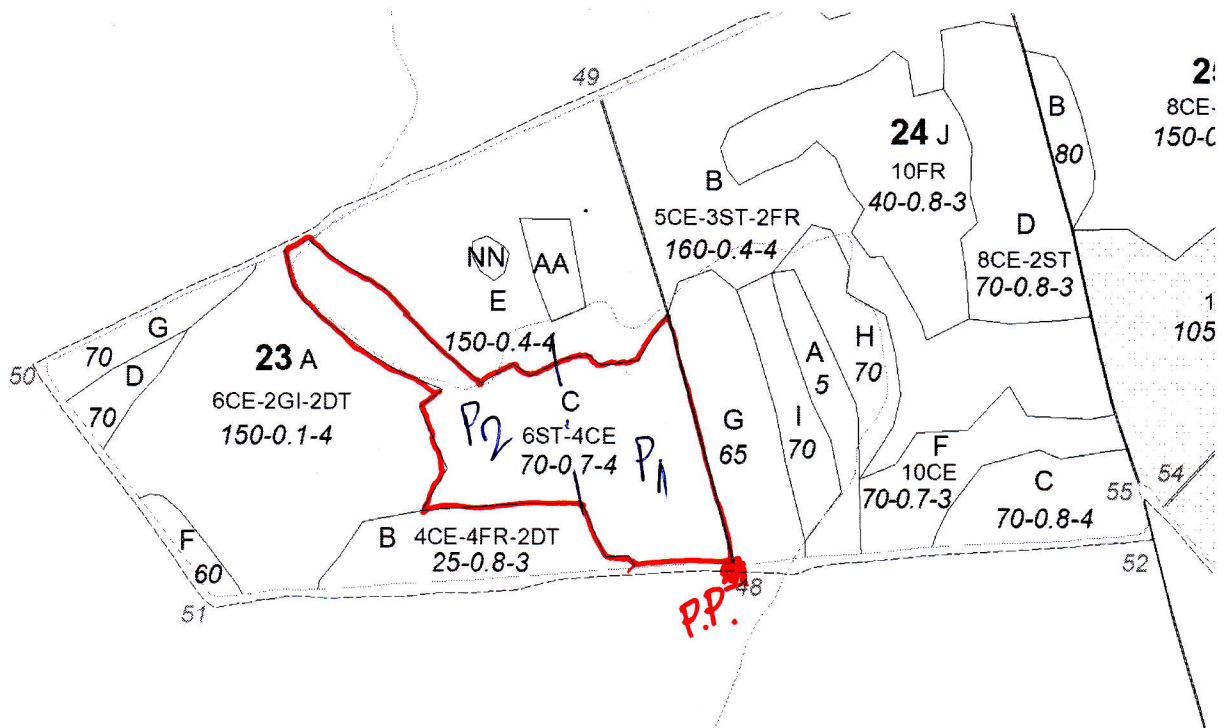 49
25
8CE-
150-0
B
80
24 J
10FR
40-0.8-3
B
5CE-3ST-2FR
160-0.4-4
D
8CE-2ST
70-0.8-3
NN
AA
E
150-0.4-4
G
70
D
70
50
23 A
6CE-2GI-2DT
150-0.1-4
1
105
H
70
A
5
I
70
G
65
C
6ST-4CE
70-0.7-4
P2
P1
F
10CE
70-0.7-3
C
70-0.8-4
54
55
B 4CE-4FR-2DT
25-0.8-3
F
60
51
48
52
P.P.